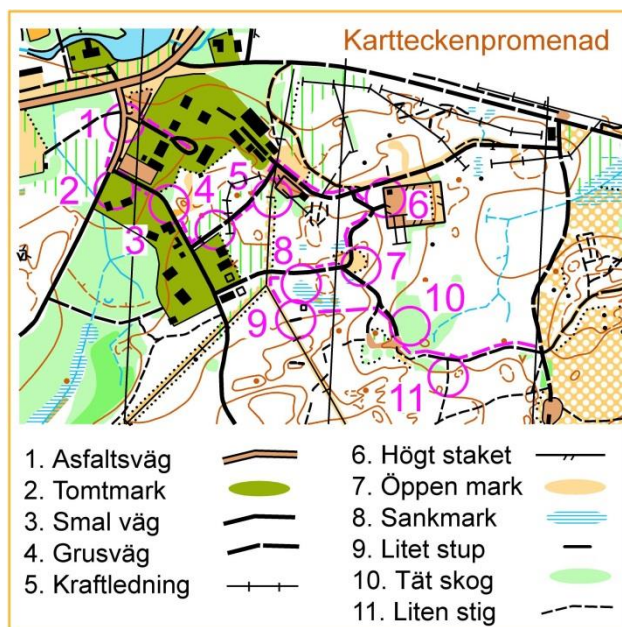 Kartteckenpromenad
1
2
3
4
5
6
7
8
9
10
11
1. Asfaltsväg
2. Tomtmark
3. Smal väg
4. Grusväg
5. Kraftledning
6. Högt staket
7. Öppen mark
8. Sankmark
9. Litet stup
10. Tät skog
11. Liten stig